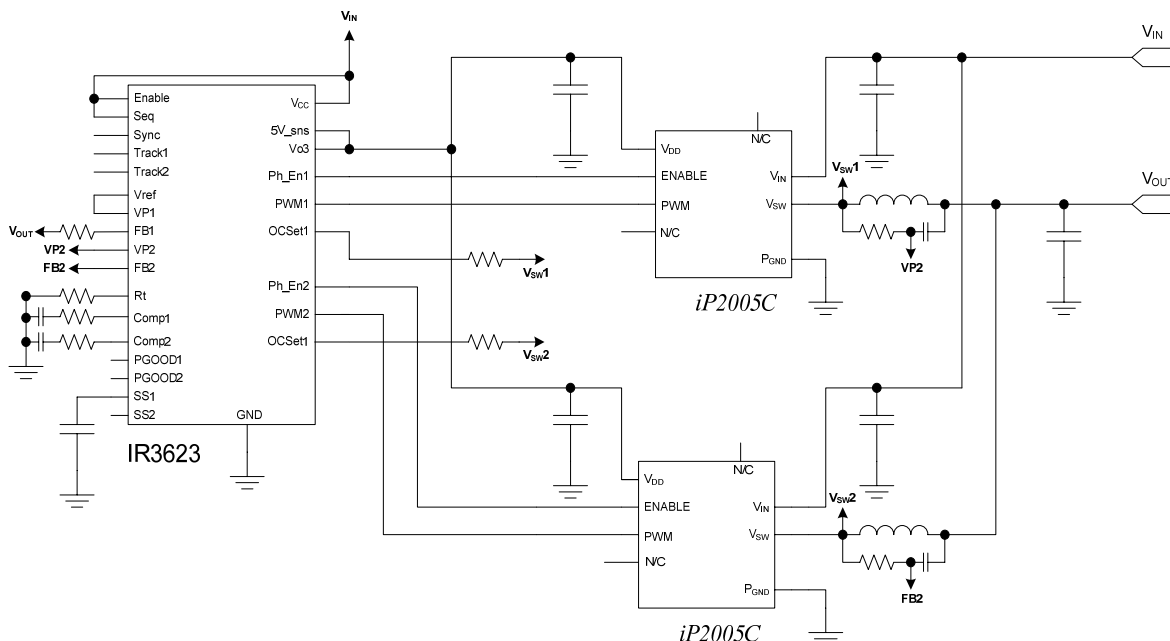 VIN
VIN
Enable
Seq
Sync
Track1
Track2
Vref
VP1
FB1
VP2
FB2
Rt
Comp1
Comp2
PGOOD1
PGOOD2
SS1
SS2
VCC
5V_sns
Vo3
Ph_En1
PWM1
OCSet1
Ph_En2
PWM2
OCSet1
GND
IR3623
VOUT
VP2
FB2
VSW1
VSW2
N/C
VDD
ENABLE
PWM
N/C
VIN
VSW
PGND
iP2005C
VSW1
VP2
VOUT
N/C
VDD
ENABLE
PWM
N/C
VIN
VSW
PGND
iP2005C
VSW2
FB2